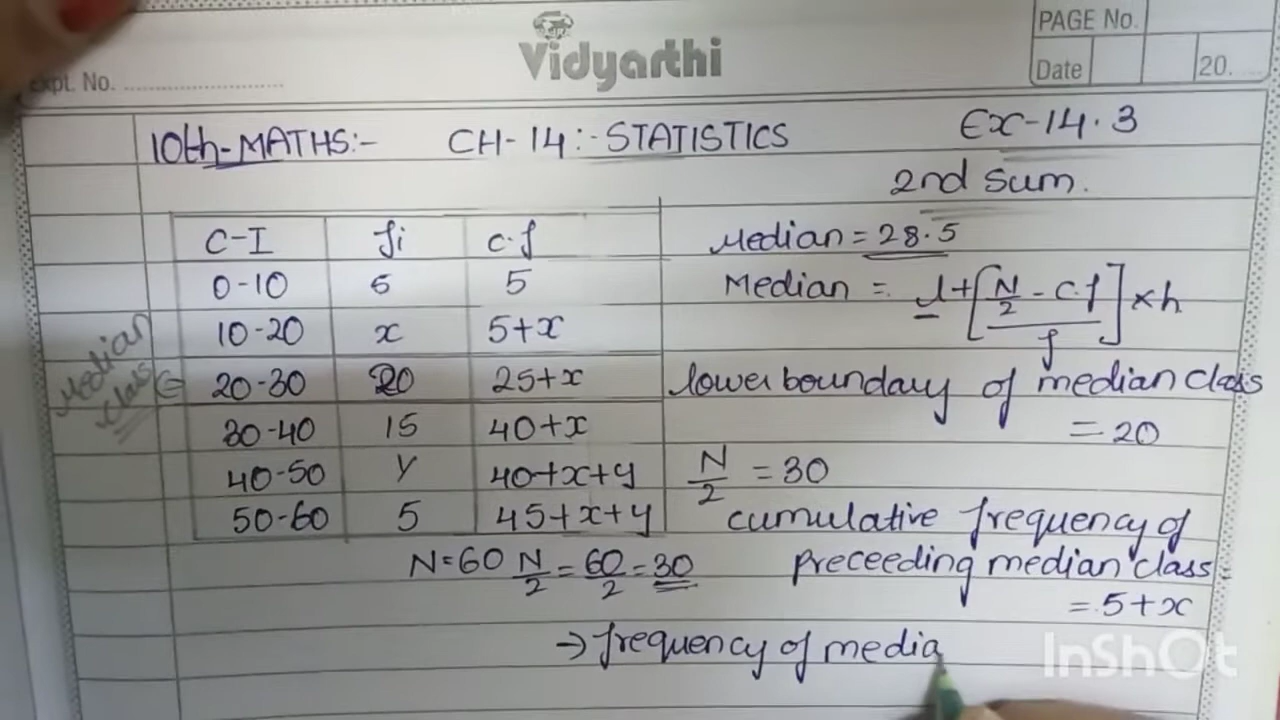 Vidyarthi
PAGE No.
Expt. No.
Date 20.
10th-MATHS:- CH-14:-STATISTICS EX-14.3
2nd Sum.
C-I fi c.f
0-10 5 5
10-20 x 5+x
20-30 20 25+x
30-40 15 40+x
40-50 y 40+x+y
50-60 5 45+x+y
Median class
N=60 N/2=60/2=30
Median=28.5
Median = l+[N/2-c.f/f]×h
lower boundary of median class
=20
N/2=30
cumulative frequency of
preceeding median class:
=5+x
→frequency of media
InShOt